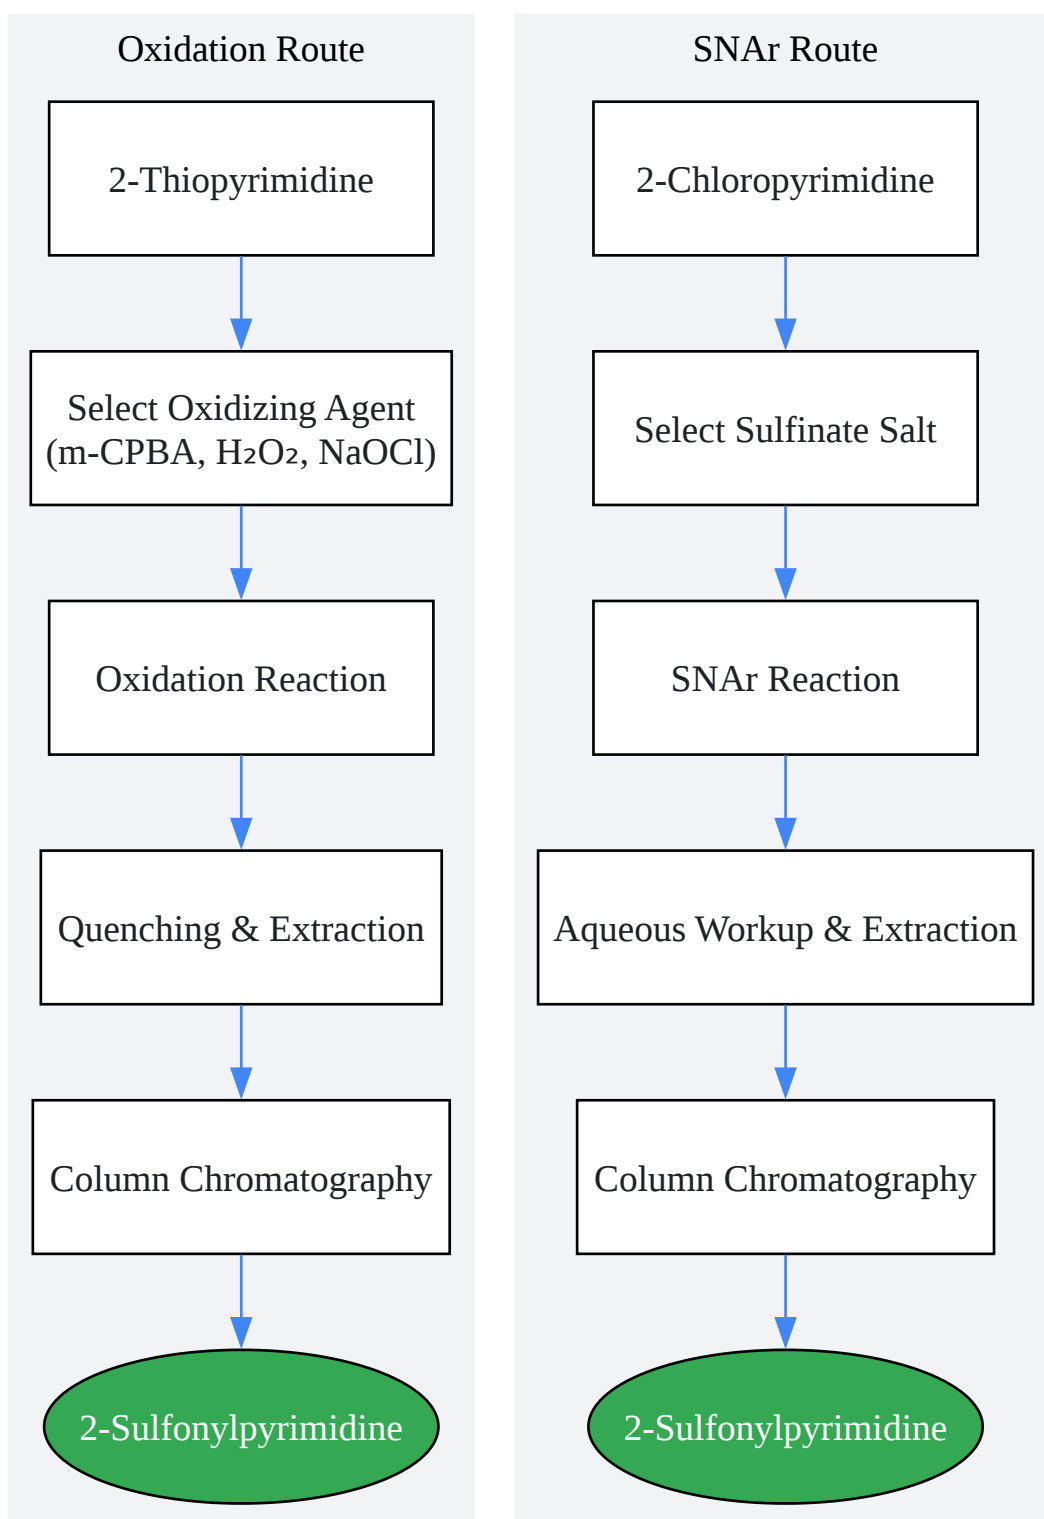 Oxidation Route
2-Thiopyrimidine
Select Oxidizing Agent
(m-CPBA, H₂O₂, NaOCl)
Oxidation Reaction
Quenching & Extraction
Column Chromatography
2-Sulfonylpyrimidine
SNAr Route
2-Chloropyrimidine
Select Sulfinate Salt
SNAr Reaction
Aqueous Workup & Extraction
Column Chromatography
2-Sulfonylpyrimidine